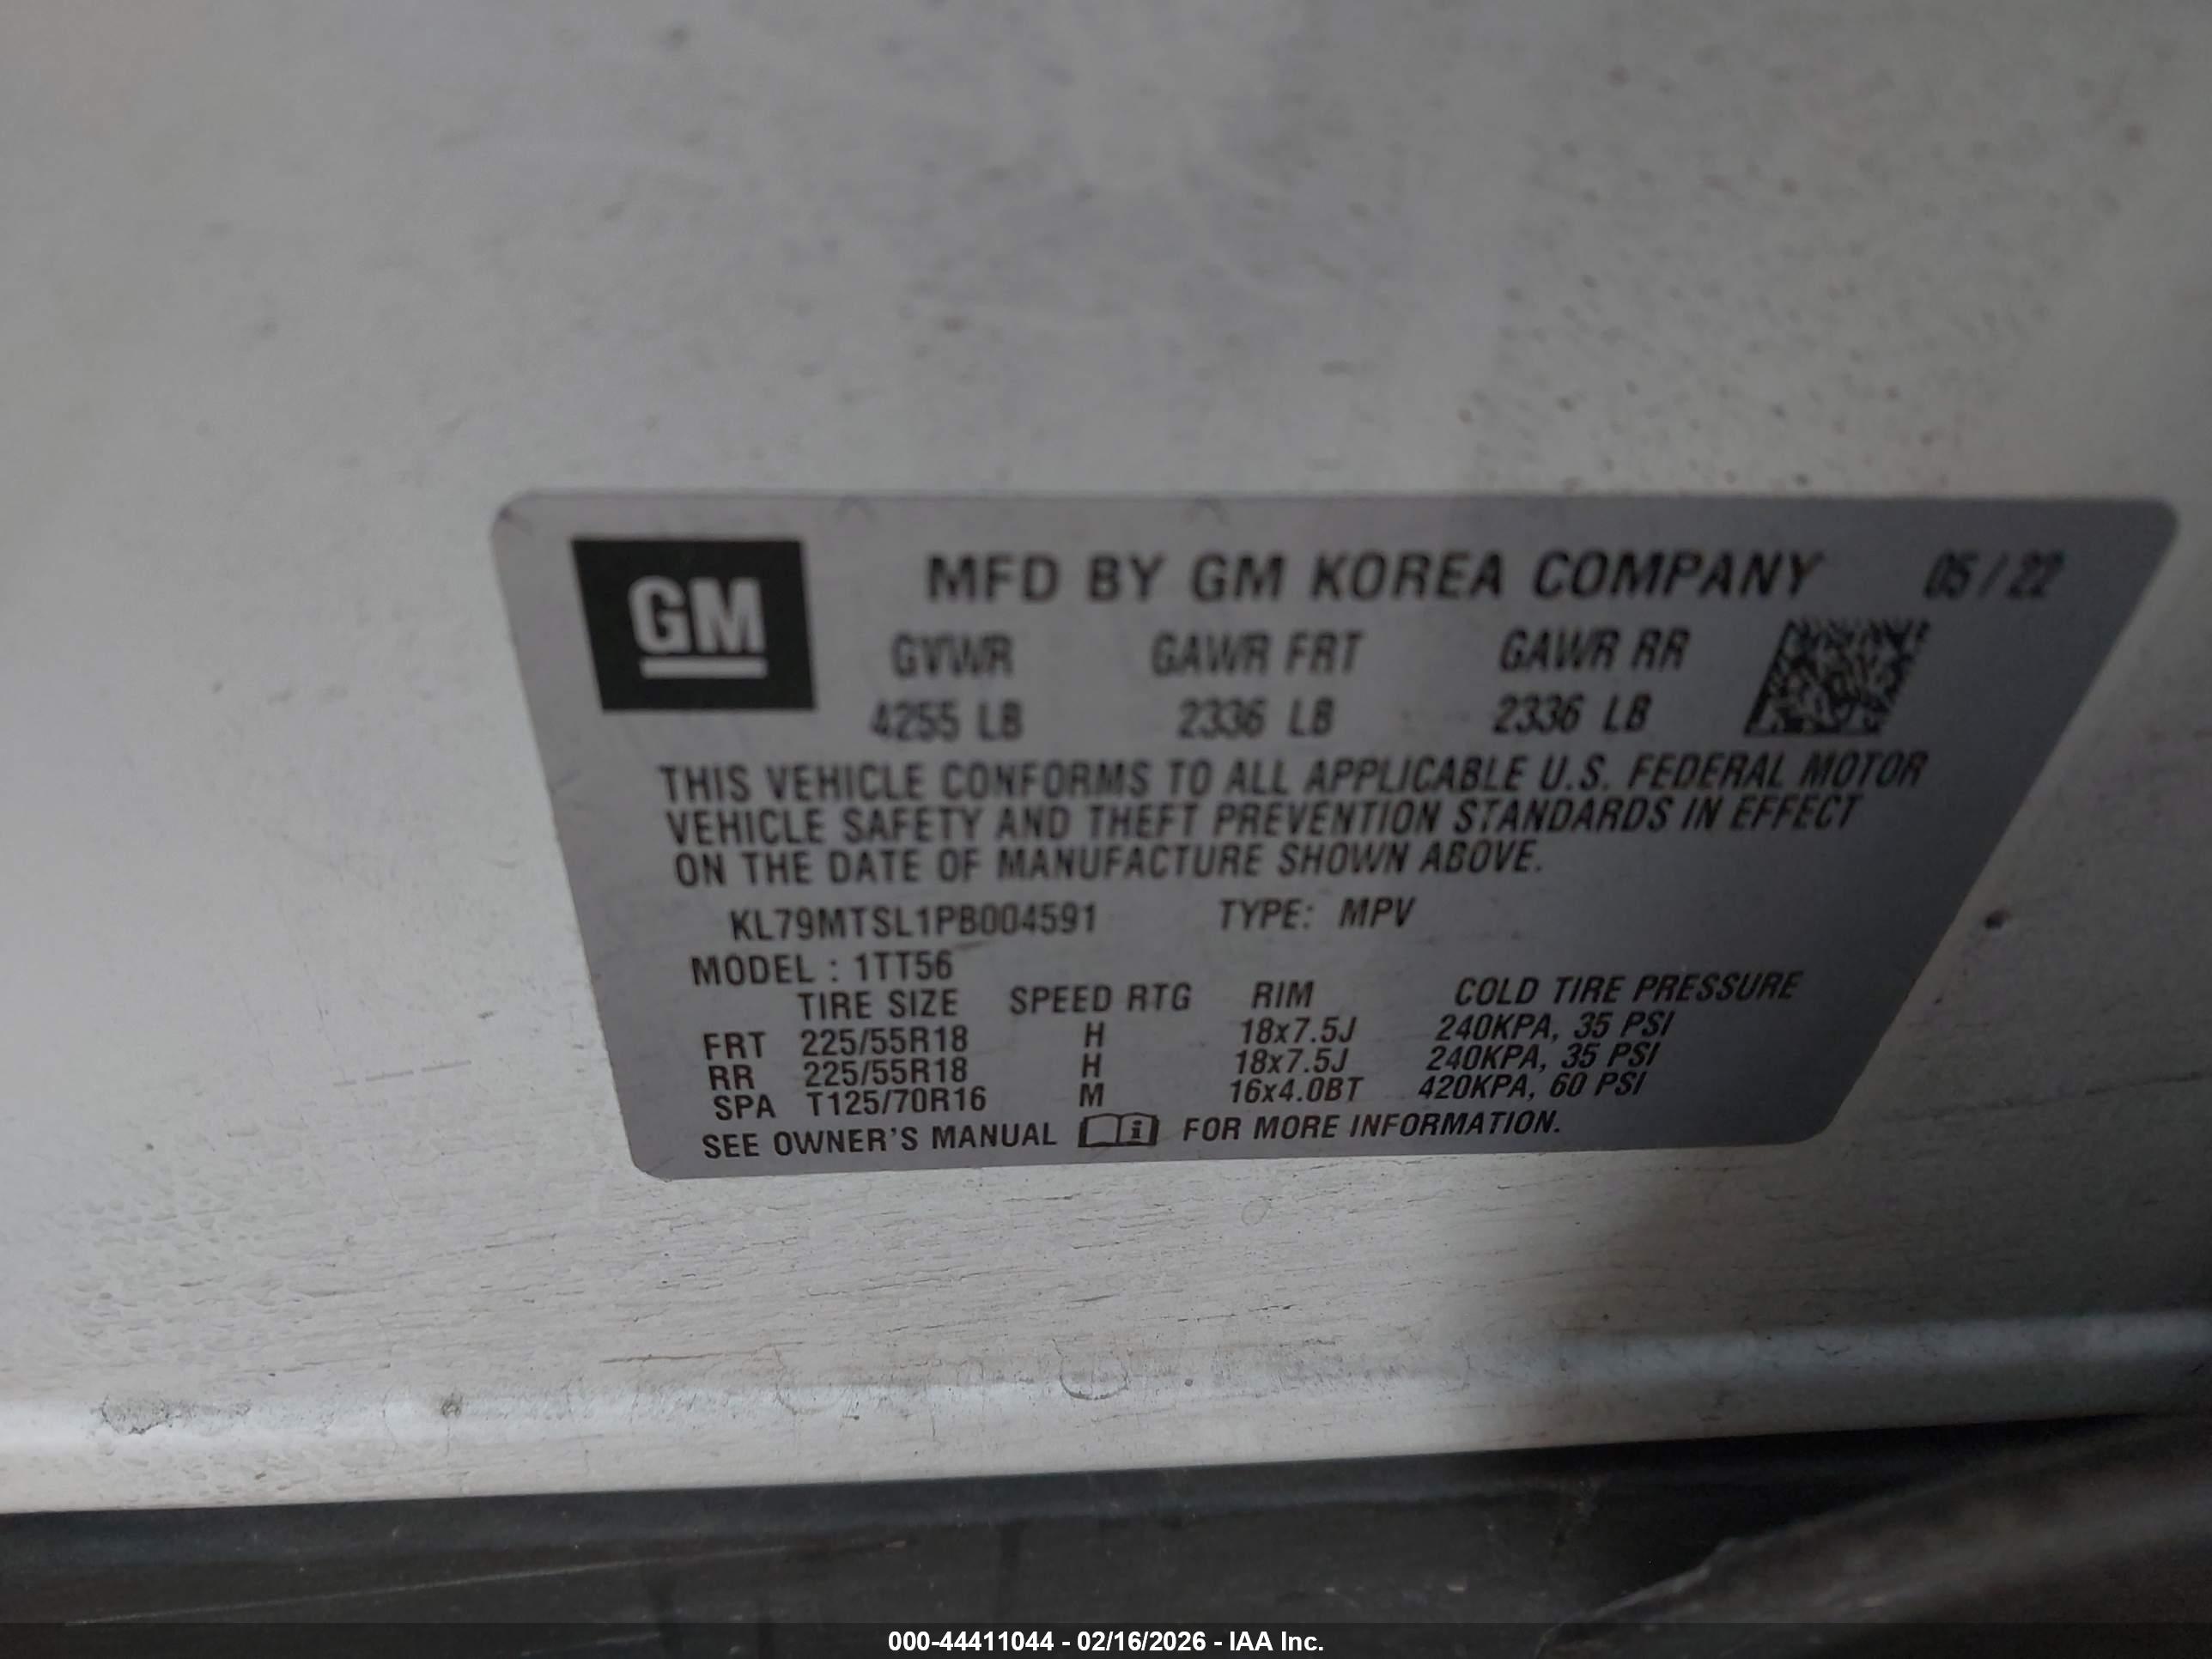 GM
MFD BY GM KOREA COMPANY 05 / 22
GVWR GAWR FRT GAWR RR
4255 LB 2336 LB 2336 LB
THIS VEHICLE CONFORMS TO ALL APPLICABLE U.S. FEDERAL MOTOR
VEHICLE SAFETY AND THEFT PREVENTION STANDARDS IN EFFECT
ON THE DATE OF MANUFACTURE SHOWN ABOVE.
KL79MTSL1PB004591 TYPE: MPV
MODEL : 1TT56
TIRE SIZE SPEED RTG RIM COLD TIRE PRESSURE
FRT 225/55R18 H 18x7.5J 240KPA, 35 PSI
RR 225/55R18 H 18x7.5J 240KPA, 35 PSI
SPA T125/70R16 M 16x4.0BT 420KPA, 60 PSI
SEE OWNER'S MANUAL i FOR MORE INFORMATION.
000-44411044 - 02/16/2026 - IAA Inc.